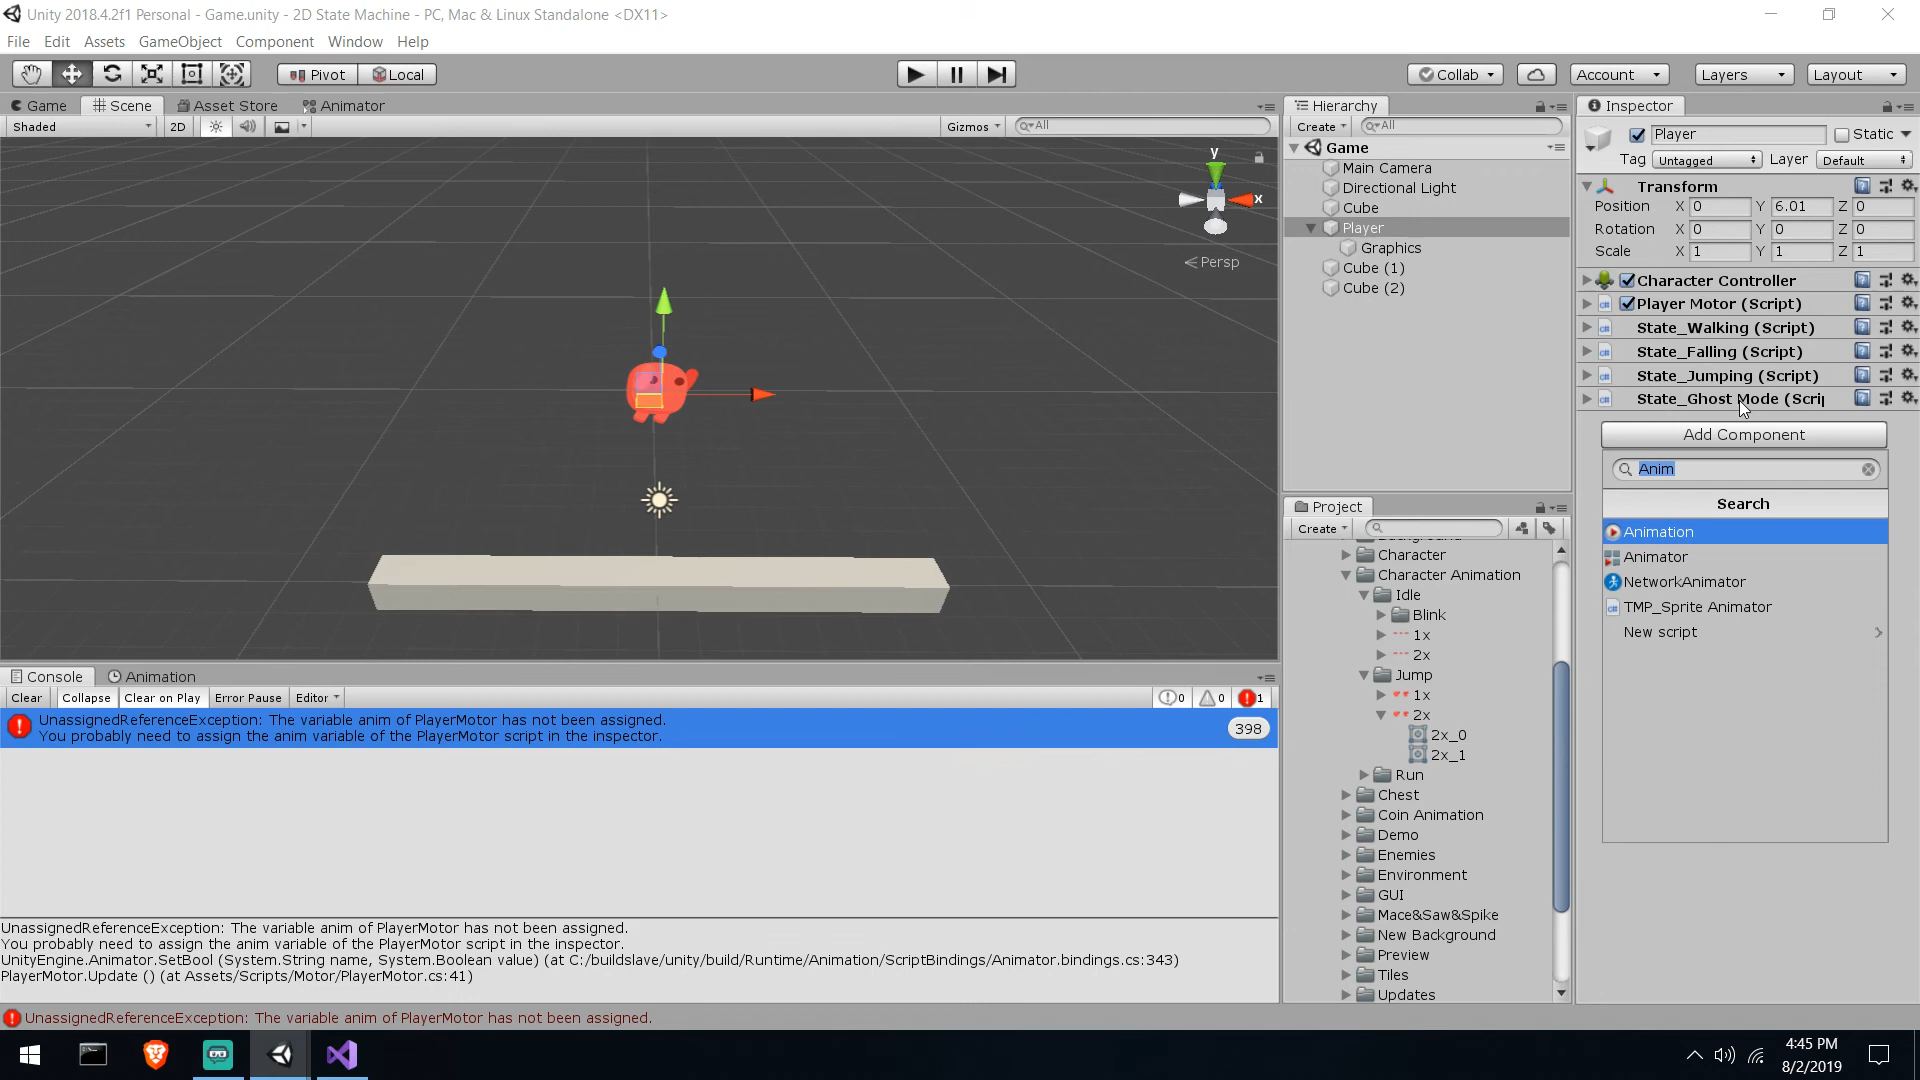 Unity 2018.4.2f1 Personal - Game.unity - 2D State Machine - PC, Mac & Linux Standalone <DX11>
File Edit Assets GameObject Component Window Help
Pivot Local Collab Account Layers Layout
Game Scene Asset Store Animator
Shaded 2D Gizmos All
y
x
Persp
Hierarchy
Create All
Game
Main Camera
Directional Light
Cube
Player
Graphics
Cube (1)
Cube (2)
Project
Create
Character
Character Animation
Idle
Blink
1x
2x
Jump
1x
2x
2x_0
2x_1
Run
Chest
Coin Animation
Demo
Enemies
Environment
GUI
Mace&Saw&Spike
New Background
Preview
Tiles
Updates
Inspector
Player Static
Tag Untagged Layer Default
Transform
Position X 0 Y 6.01 Z 0
Rotation X 0 Y 0 Z 0
Scale X 1 Y 1 Z 1
Character Controller
Player Motor (Script)
State_Walking (Script)
State_Falling (Script)
State_Jumping (Script)
State_Ghost Mode (Scrip
Add Component
Anim
Search
Animation
Animator
NetworkAnimator
TMP_Sprite Animator
New script
Console Animation
Clear Collapse Clear on Play Error Pause Editor 0 0 1
UnassignedReferenceException: The variable anim of PlayerMotor has not been assigned.
You probably need to assign the anim variable of the PlayerMotor script in the inspector.
398
UnassignedReferenceException: The variable anim of PlayerMotor has not been assigned.
You probably need to assign the anim variable of the PlayerMotor script in the inspector.
UnityEngine.Animator.SetBool (System.String name, System.Boolean value) (at C:/buildslave/unity/build/Runtime/Animation/ScriptBindings/Animator.bindings.cs:343)
PlayerMotor.Update () (at Assets/Scripts/Motor/PlayerMotor.cs:41)
UnassignedReferenceException: The variable anim of PlayerMotor has not been assigned.
4:45 PM
8/2/2019